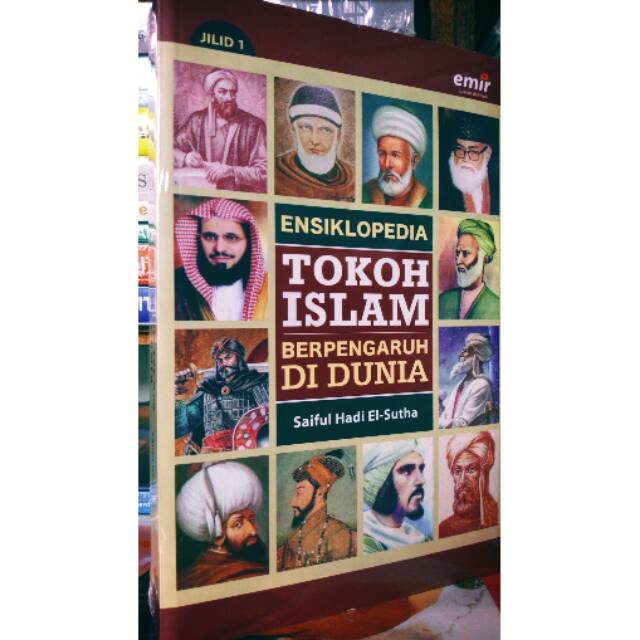 JILID 1
emir
ENSIKLOPEDIA
TOKOH
ISLAM
BERPENGARUH
DI DUNIA
Saiful Hadi El-Sutha